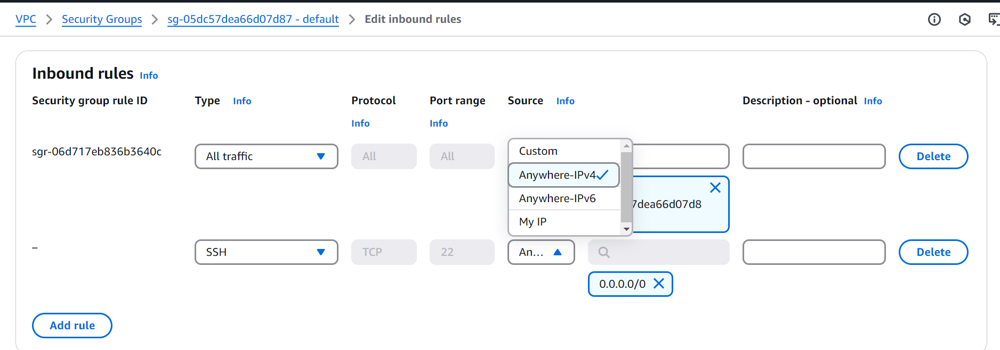 VPC > Security Groups > sg-05dc57dea66d07d87 - default > Edit inbound rules
Inbound rules Info
Security group rule ID Type Info Protocol Port range Source Info Description - optional Info
Info Info
sgr-06d717eb836b3640c All traffic All All Delete
Custom
Anywhere-IPv4
Anywhere-IPv6
7dea66d07d8
My IP
– SSH TCP 22 An... Delete
0.0.0.0/0
Add rule